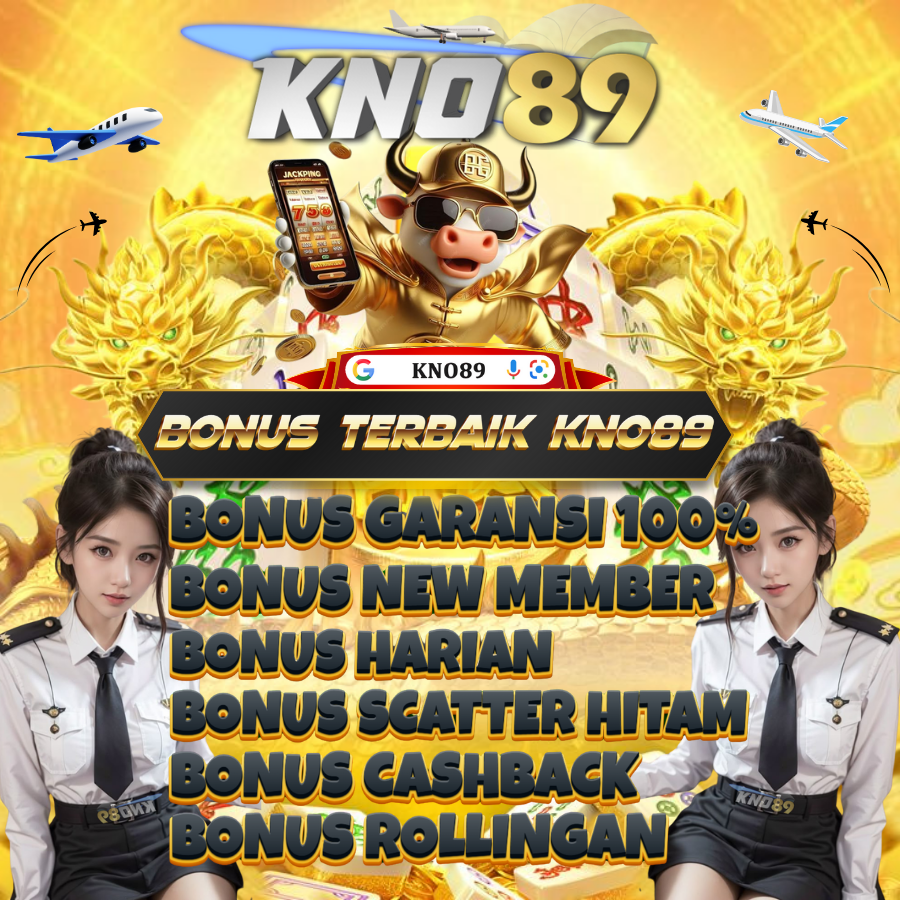 KNO89
JACKPING
750
KNO89
BONUS TERBAIK KNO89
BONUS GARANSI 100%
BONUS NEW MEMBER
BONUS HARIAN
BONUS SCATTER HITAM
BONUS CASHBACK
BONUS ROLLINGAN
KNO89
KNO89